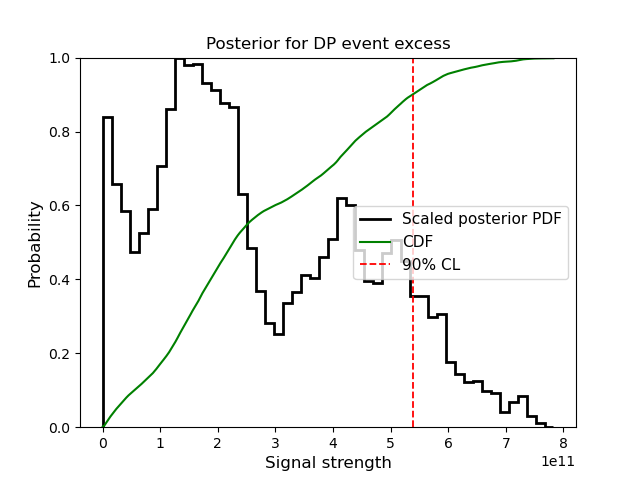 Posterior for DP event excess
Probability
1.0
0.8
0.6
0.4
0.2
0.0
Scaled posterior PDF
CDF
90% CL
0 1 2 3 4 5 6 7 8
1e11
Signal strength